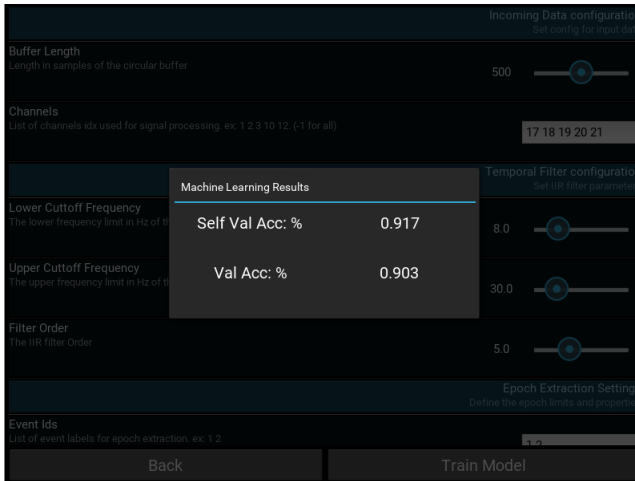 Incoming Data configuratio
Set config for input dat
Buffer Length
Length in samples of the circular buffer
500
Channels
List of channels idx used for signal processing. ex: 1 2 3 10 12. (-1 for all)
17 18 19 20 21
Temporal Filter configuratio
Set IIR filter parameter
Machine Learning Results
Lower Cuttoff Frequency
The lower frequency limit in Hz of th
Self Val Acc: % 0.917
8.0
Upper Cuttoff Frequency
The upper frequency limit in Hz of th
Val Acc: % 0.903
30.0
Filter Order
The IIR filter Order
5.0
Epoch Extraction Setting
Define the epoch limits and propertie
Event Ids
List of event labels for epoch extraction. ex: 1 2
1 2
Back Train Model